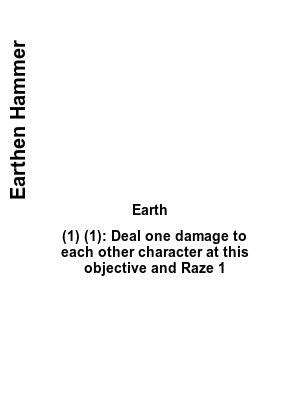 Earthen Hammer
Earth
(1) (1): Deal one damage to
each other character at this
objective and Raze 1